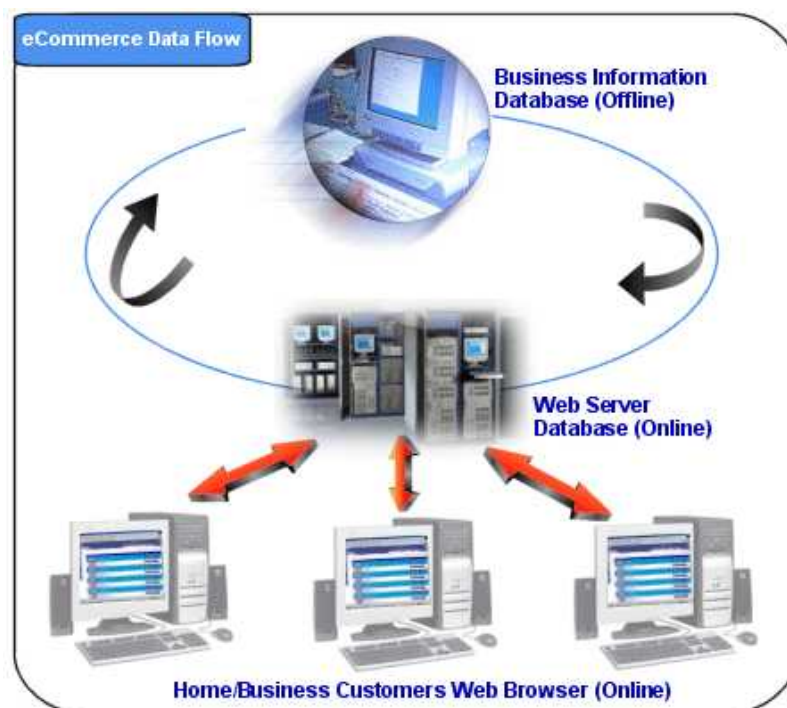 eCommerce Data Flow
Business Information
Database (Offline)
Web Server
Database (Online)
Home/Business Customers Web Browser (Online)